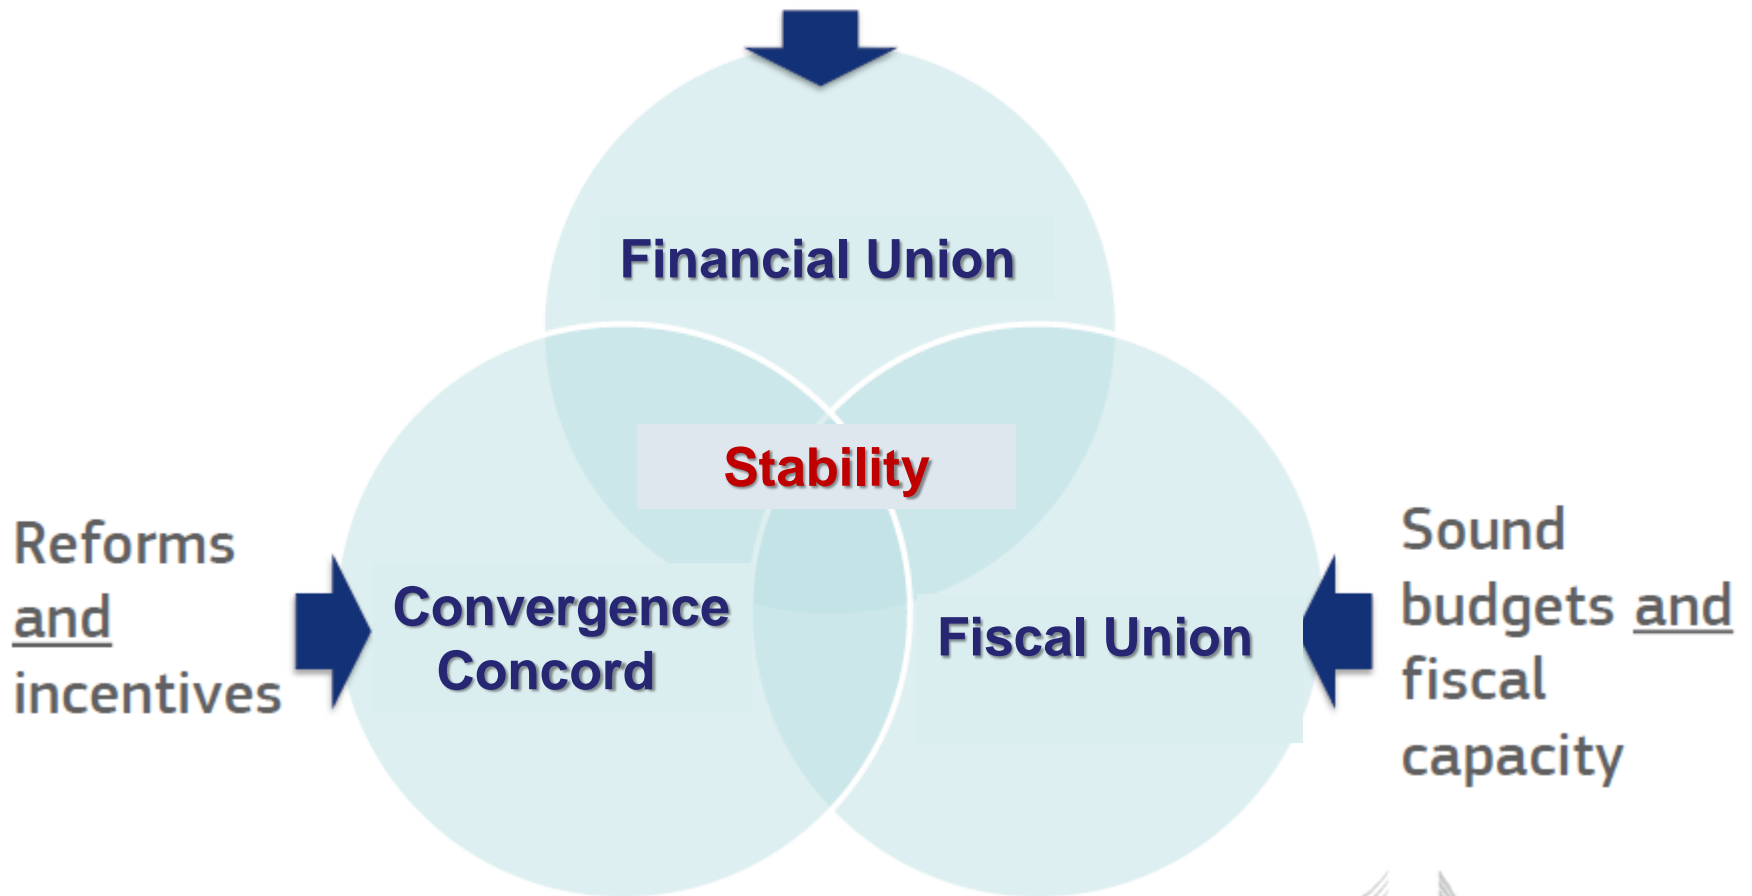 Financial Union
Stability
Reforms
and
incentives
Convergence
Concord
Fiscal Union
Sound
budgets and
fiscal
capacity